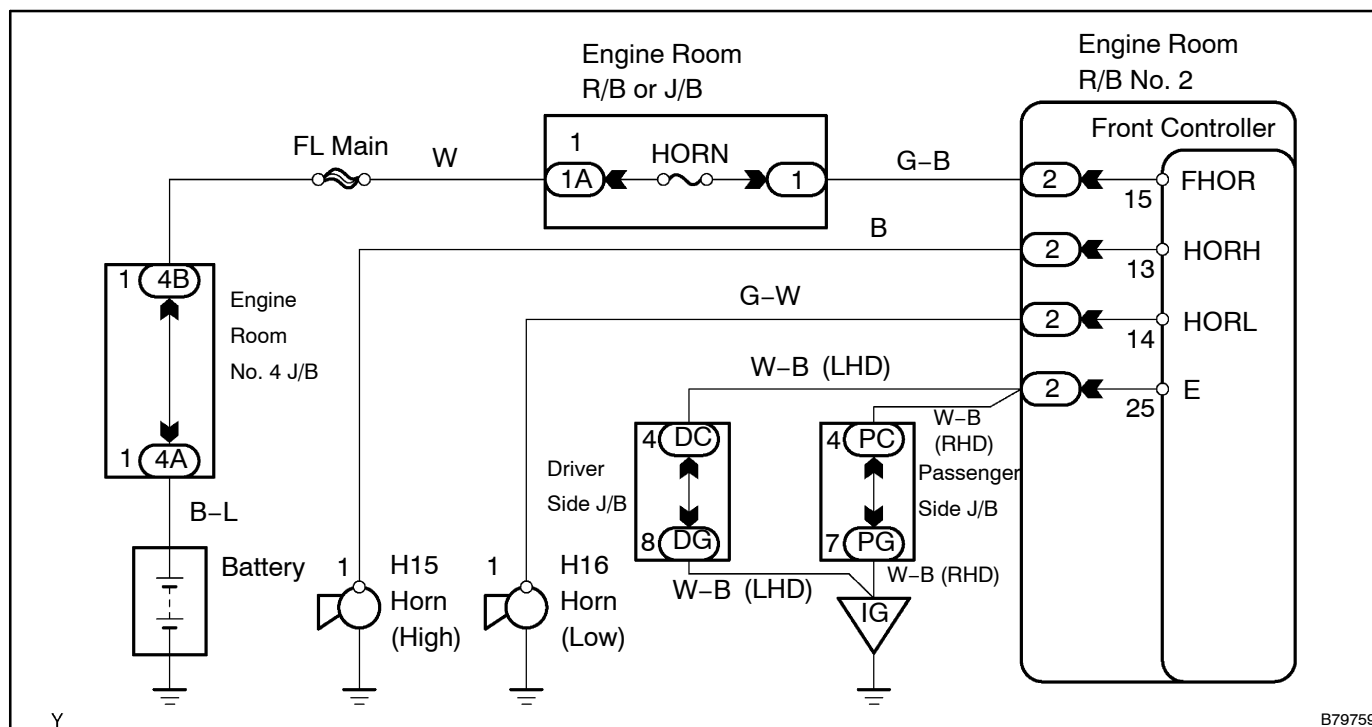 Engine Room
R/B No. 2
Engine Room
R/B or J/B
Front Controller
FL Main
W
1
HORN
1A
1
G−B
2
15
FHOR
B
2
13
HORH
1
4B
Engine
Room
No. 4 J/B
G−W
2
14
HORL
W−B (LHD)
2
25
E
W−B
(RHD)
1
4A
4
DC
4
PC
Driver
Side J/B
Passenger
Side J/B
8
DG
7
PG
B−L
Battery
1
H15
Horn
(High)
1
H16
Horn
(Low)
W−B (LHD)
W−B (RHD)
IG
Y
B79759